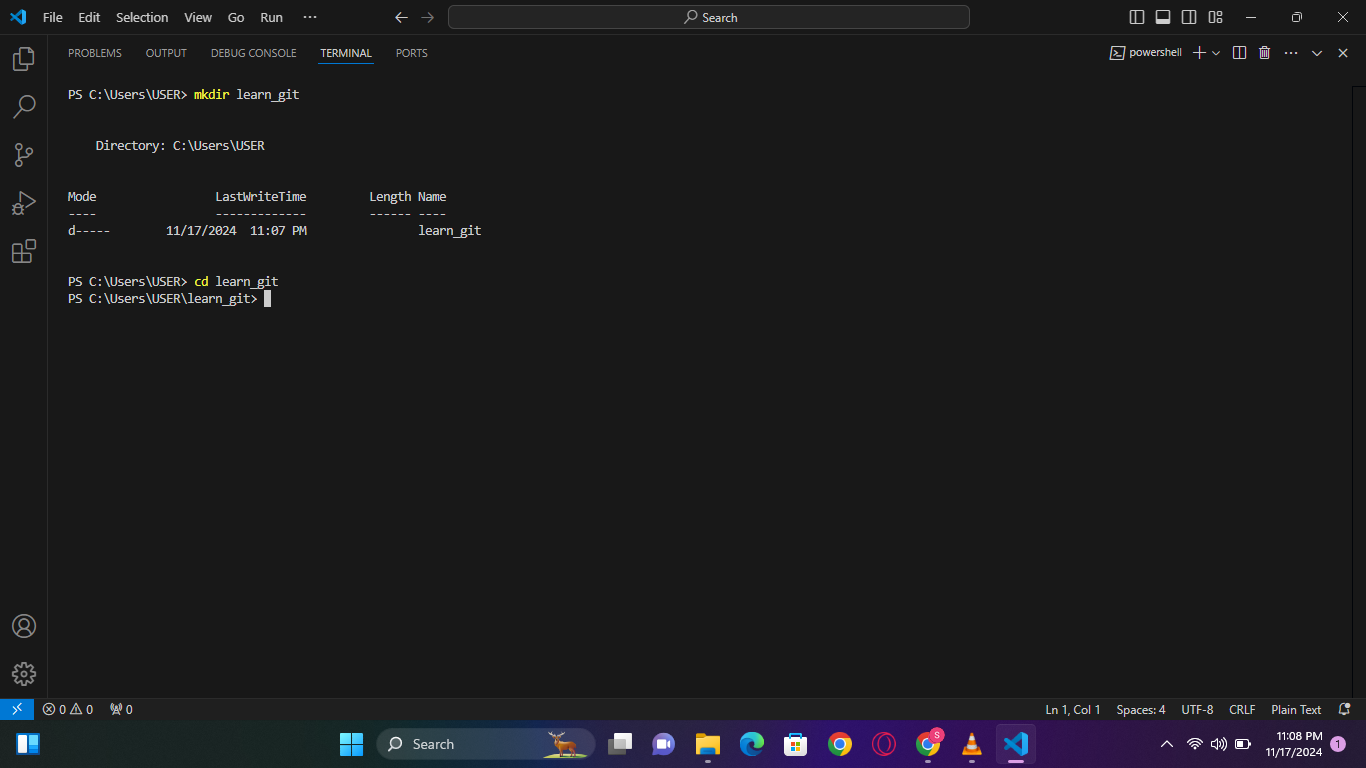 File Edit Selection View Go Run ···
Search
PROBLEMS OUTPUT DEBUG CONSOLE TERMINAL PORTS
powershell
PS C:\Users\USER> mkdir learn_git
Directory: C:\Users\USER
Mode LastWriteTime Length Name
---- ------------- ------ ----
d----- 11/17/2024 11:07 PM learn_git
PS C:\Users\USER> cd learn_git
PS C:\Users\USER\learn_git>
0 0 0
Ln 1, Col 1 Spaces: 4 UTF-8 CRLF Plain Text
Search
S
11:08 PM
11/17/2024
1